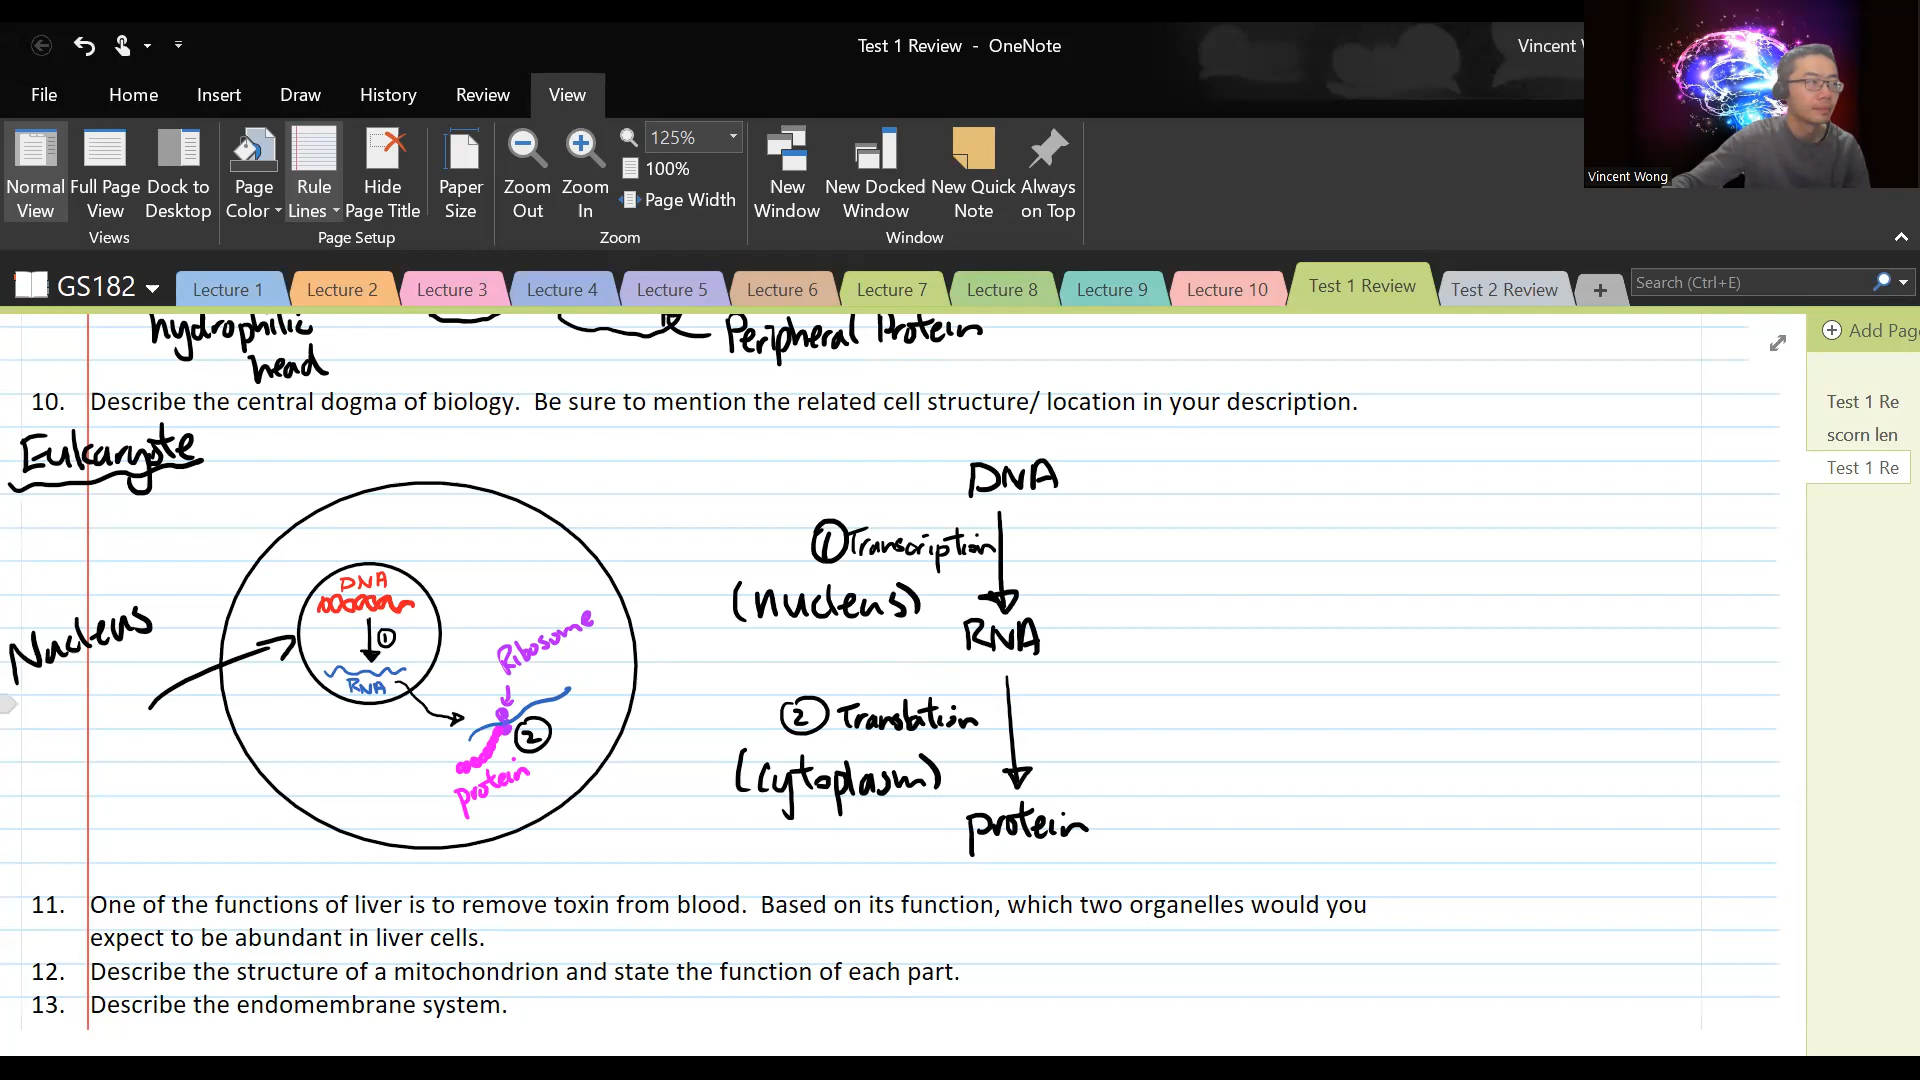 Test 1 Review - OneNote
Vincent W
File Home Insert Draw History Review View
125%
100%
Page Width
Normal View
Full Page View
Dock to Desktop
Page Color
Rule Lines
Hide Page Title
Paper Size
Zoom Out
Zoom In
New Window
New Docked Window
New Quick Note
Always on Top
Views
Page Setup
Zoom
Window
Vincent Wong
GS182
Lecture 1
Lecture 2
Lecture 3
Lecture 4
Lecture 5
Lecture 6
Lecture 7
Lecture 8
Lecture 9
Lecture 10
Test 1 Review
Test 2 Review
Search (Ctrl+E)
Add Pag
Test 1 Re
scorn len
Test 1 Re
hydrophilic
head
Peripheral Protein
10. Describe the central dogma of biology. Be sure to mention the related cell structure/ location in your description.
Eukaryote
Nucleus
DNA
①
RNA
Ribosome
②
protein
DNA
① Transcription
(nucleus)
RNA
② Translation
(cytoplasm)
protein
11. One of the functions of liver is to remove toxin from blood. Based on its function, which two organelles would you
expect to be abundant in liver cells.
12. Describe the structure of a mitochondrion and state the function of each part.
13. Describe the endomembrane system.